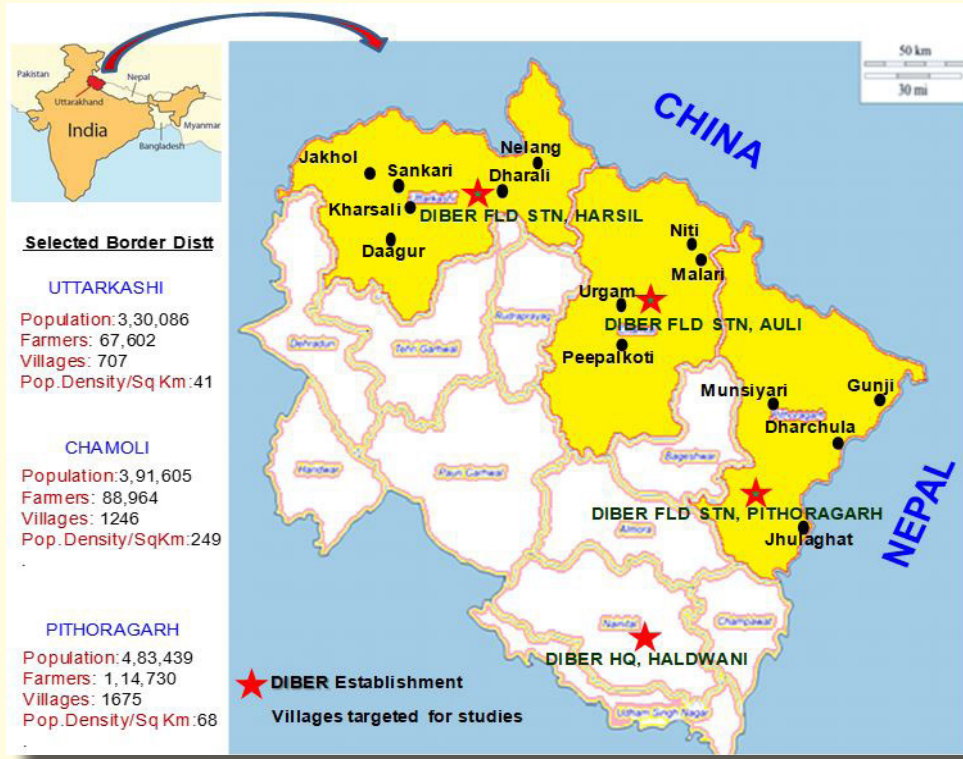 Pakistan
Nepal
Uttarakhand
India
Myanmar
Bangladesh
50 km
30 mi
CHINA
Nelang
Jakhol
Sankari
Dharali
Uttarkashi
Kharsali
DIBER FLD STN, HARSIL
Daagur
Niti
Malari
Urgam
Rudraprayag
DIBER FLD STN, AULI
Dehradun
Tehri Garhwal
Peepalkoti
Munsiyari
Gunji
Pithoragarh
Dharchula
Bageshwar
Haridwar
Pauri Garhwal
DIBER FLD STN, PITHORAGARH
Almora
Jhulaghat
NEPAL
Nainital
Champawat
DIBER HQ, HALDWANI
Udham Singh Nagar
Selected Border Distt
UTTARKASHI
Population:3,30,086
Farmers: 67,602
Villages: 707
Pop.Density/Sq Km:41
CHAMOLI
Population:3,91,605
Farmers: 88,964
Villages: 1246
Pop.Density/SqKm:249
.
PITHORAGARH
Population:4,83,439
Farmers: 1,14,730
Villages: 1675
Pop.Density/Sq Km:68
.
DIBER Establishment
Villages targeted for studies